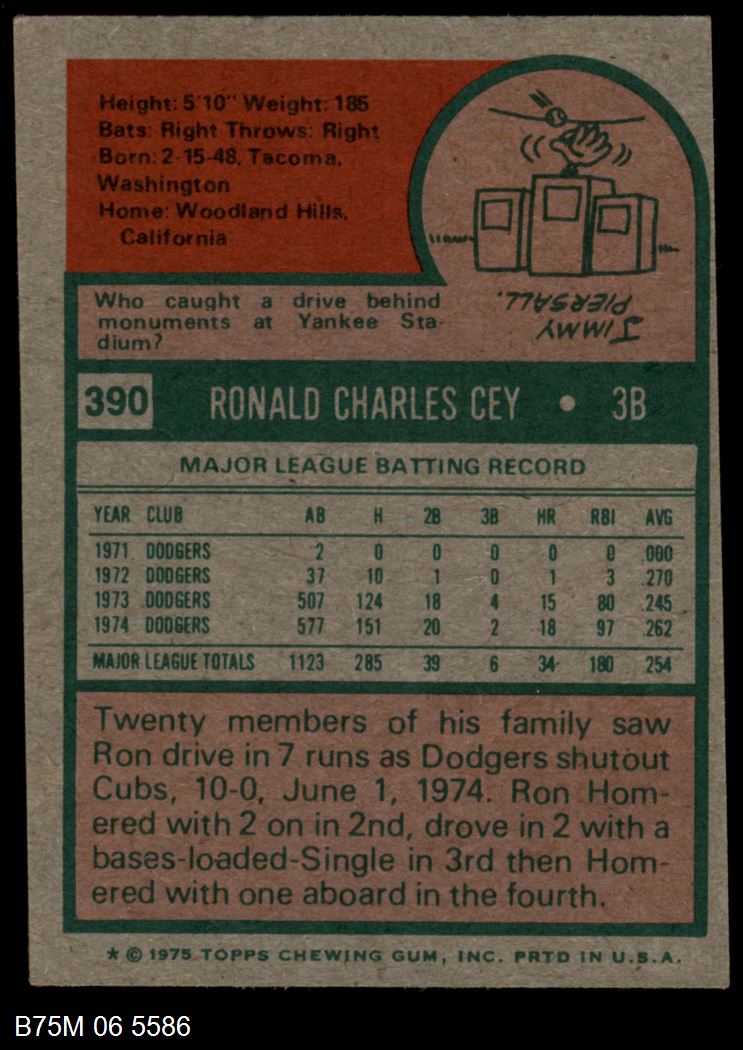 Height: 5'10" Weight: 185
Bats: Right Throws: Right
Born: 2-15-48, Tacoma,
Washington
Home: Woodland Hills,
California
Who caught a drive behind
monuments at Yankee Sta-
dium?
JIMMY
PIERSALL.
390 RONALD CHARLES CEY • 3B
MAJOR LEAGUE BATTING RECORD
YEAR CLUB AB H 2B 3B HR RBI AVG
1971 DODGERS 2 0 0 0 0 0 .000
1972 DODGERS 37 10 1 0 1 3 .270
1973 DODGERS 507 124 18 4 15 80 .245
1974 DODGERS 577 151 20 2 18 97 .262
MAJOR LEAGUE TOTALS 1123 285 39 6 34 180 .254
Twenty members of his family saw
Ron drive in 7 runs as Dodgers shutout
Cubs, 10-0, June 1, 1974. Ron Hom-
ered with 2 on in 2nd, drove in 2 with a
bases-loaded-Single in 3rd then Hom-
ered with one aboard in the fourth.
* © 1975 TOPPS CHEWING GUM, INC. PRTD IN U.S.A.
B75M 06 5586